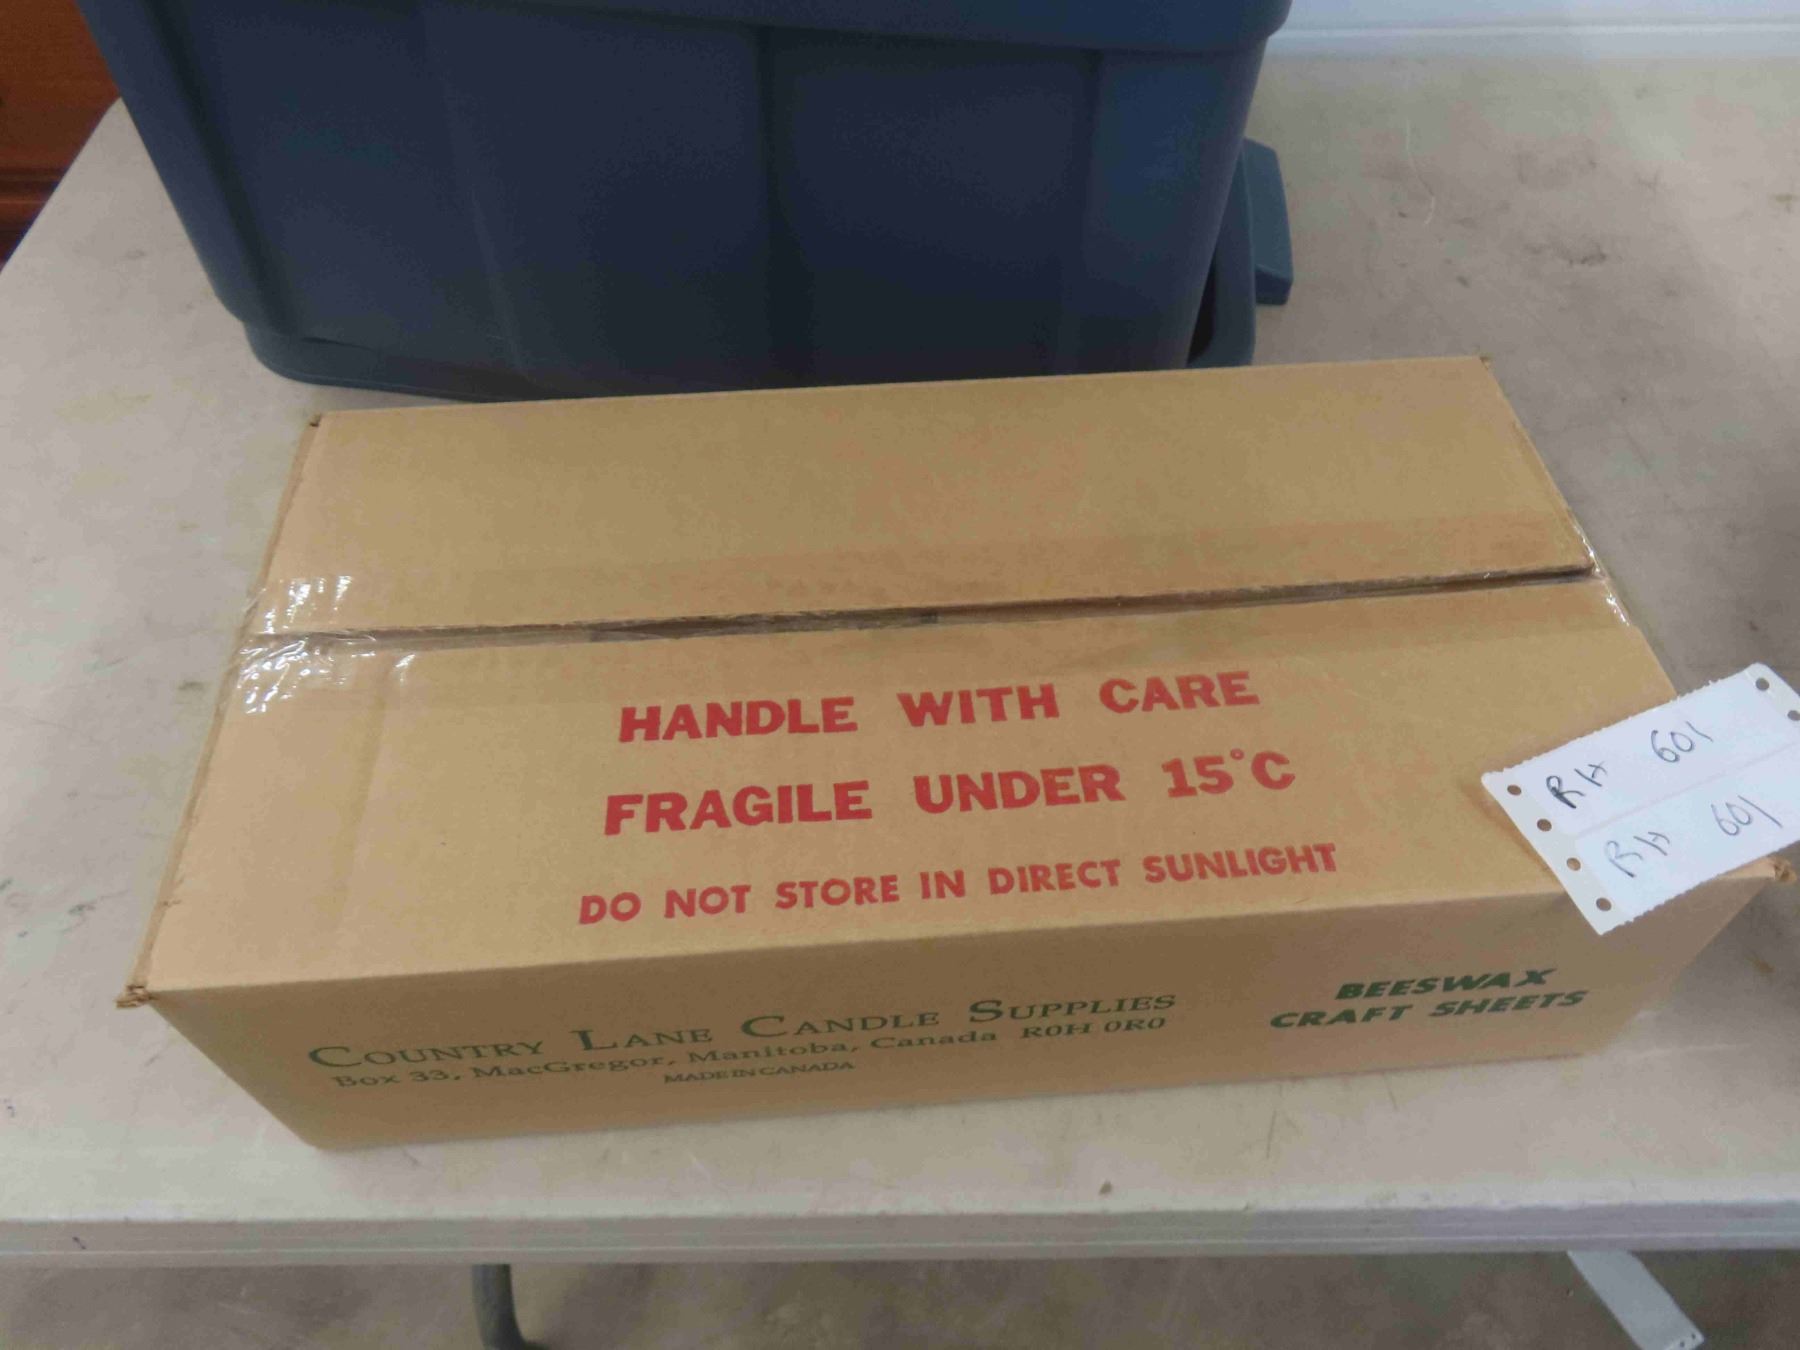 HANDLE WITH CARE
FRAGILE UNDER 15°C
DO NOT STORE IN DIRECT SUNLIGHT
RH 601
RH 601
COUNTRY LANE CANDLE SUPPLIES
Box 33, MacGregor, Manitoba, Canada R0H 0R0
MADE IN CANADA
BEESWAX
CRAFT SHEETS